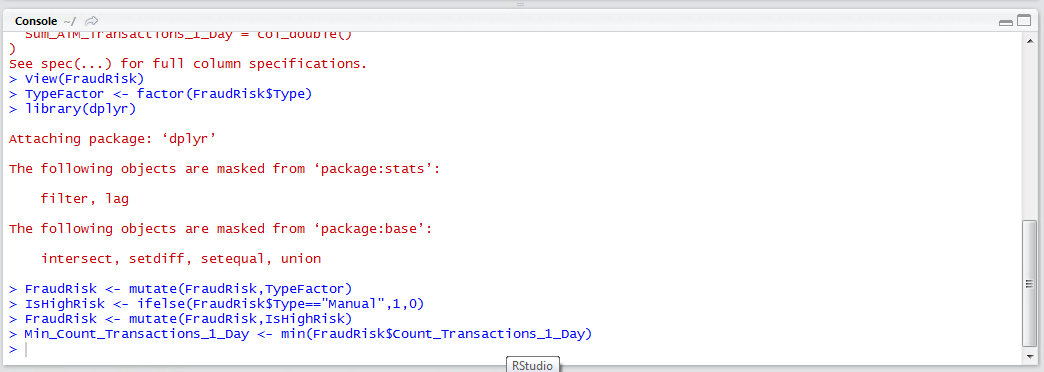 Console ~/
Sum_ATM_Transactions_1_Day = col_double()
)
See spec(...) for full column specifications.
> View(FraudRisk)
> TypeFactor <- factor(FraudRisk$Type)
> library(dplyr)
Attaching package: ‘dplyr’
The following objects are masked from ‘package:stats’:
filter, lag
The following objects are masked from ‘package:base’:
intersect, setdiff, setequal, union
> FraudRisk <- mutate(FraudRisk,TypeFactor)
> IsHighRisk <- ifelse(FraudRisk$Type=="Manual",1,0)
> FraudRisk <- mutate(FraudRisk,IsHighRisk)
> Min_Count_Transactions_1_Day <- min(FraudRisk$Count_Transactions_1_Day)
>
RStudio